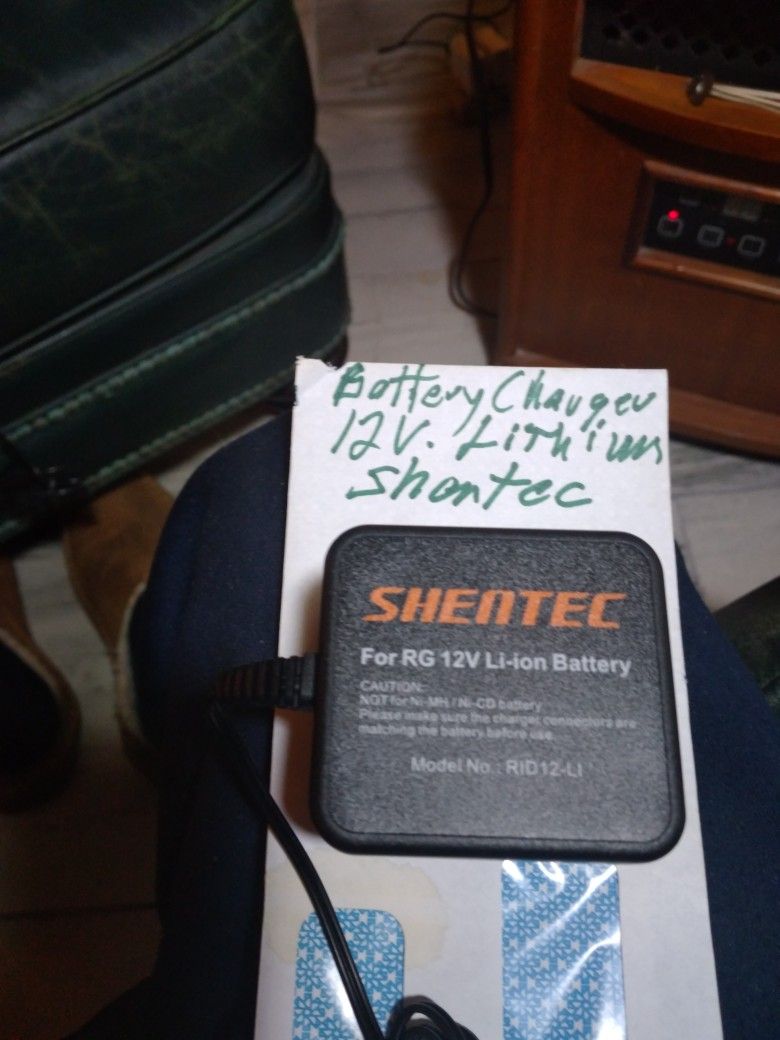 Battery Charger
12V. Lithium
Shentec
SHENTEC
For RG 12V Li-ion Battery
CAUTION:
NOT for Ni-MH / Ni-CD battery
Please make sure the charger connectors are
matching the battery before use.
Model No.: RID12-LI